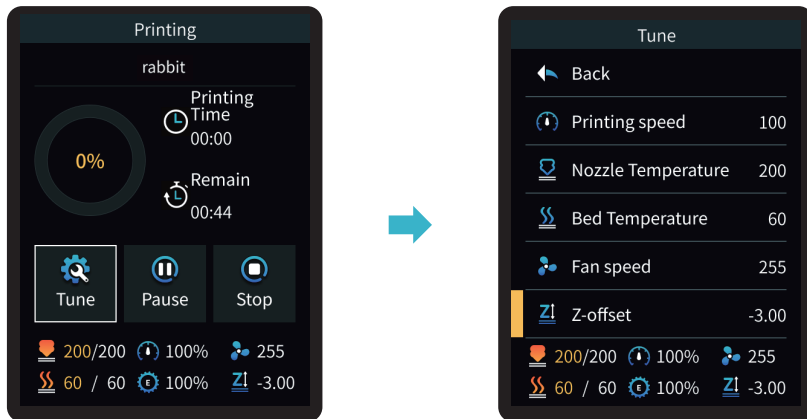 Printing
rabbit
0%
Printing
Time
00:00
Remain
00:44
Tune
Pause
Stop
200/200
100%
255
60 / 60
E
100%
Z
-3.00
Tune
Back
Printing speed 100
Nozzle Temperature 200
Bed Temperature 60
Fan speed 255
Z Z-offset -3.00
200/200
100%
255
60 / 60
E
100%
Z
-3.00